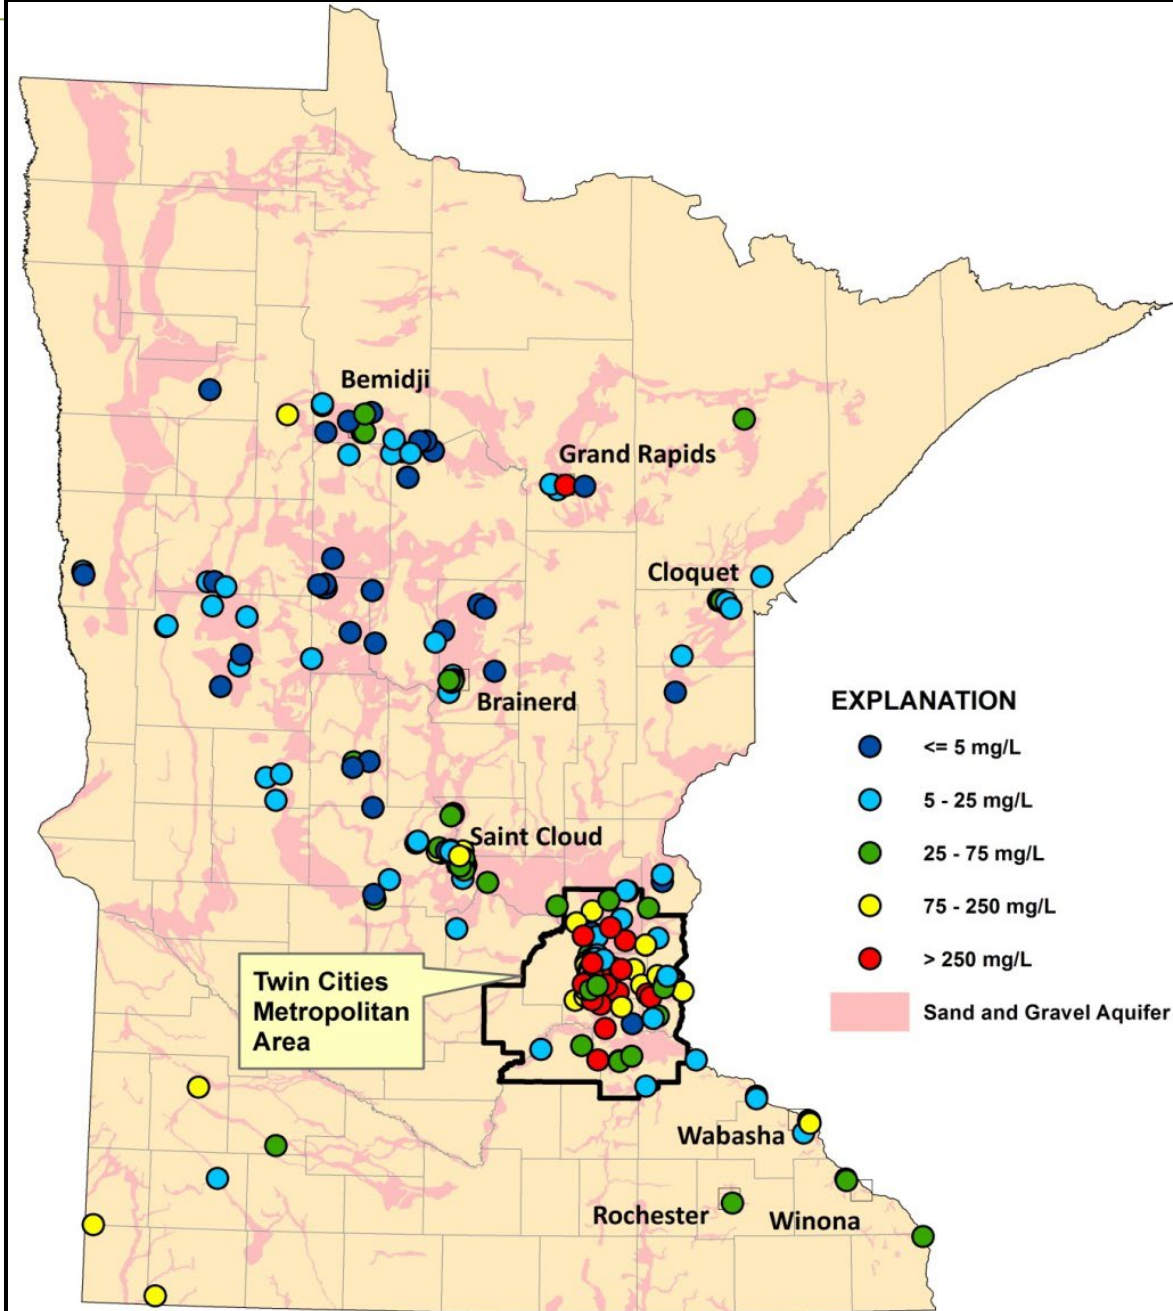 Bemidji
Grand Rapids
Cloquet
Brainerd
EXPLANATION
<= 5 mg/L
5 - 25 mg/L
25 - 75 mg/L
75 - 250 mg/L
> 250 mg/L
Sand and Gravel Aquifer
Saint Cloud
Twin Cities
Metropolitan
Area
Wabasha
Rochester
Winona